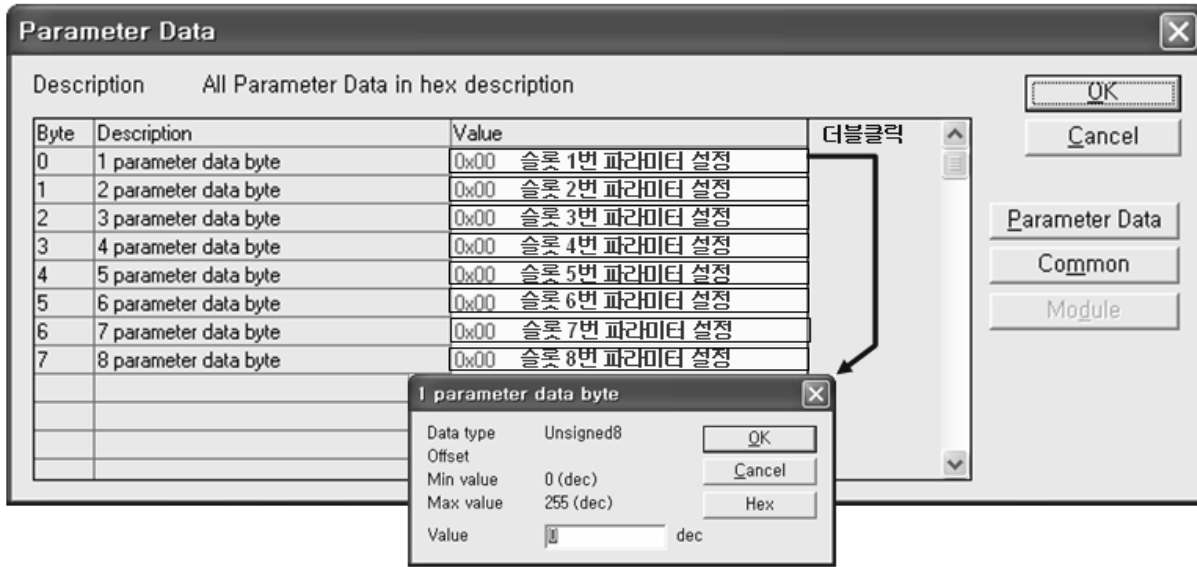 Parameter Data
Description All Parameter Data in hex description
OK
Cancel
Parameter Data
Common
Module
Byte Description Value 더블클릭
0 1 parameter data byte 0x00 슬롯 1번 파라미터 설정
1 2 parameter data byte 0x00 슬롯 2번 파라미터 설정
2 3 parameter data byte 0x00 슬롯 3번 파라미터 설정
3 4 parameter data byte 0x00 슬롯 4번 파라미터 설정
4 5 parameter data byte 0x00 슬롯 5번 파라미터 설정
5 6 parameter data byte 0x00 슬롯 6번 파라미터 설정
6 7 parameter data byte 0x00 슬롯 7번 파라미터 설정
7 8 parameter data byte 0x00 슬롯 8번 파라미터 설정
1 parameter data byte
Data type Unsigned8
Offset
Min value 0 (dec)
Max value 255 (dec)
Value 0 dec
OK
Cancel
Hex